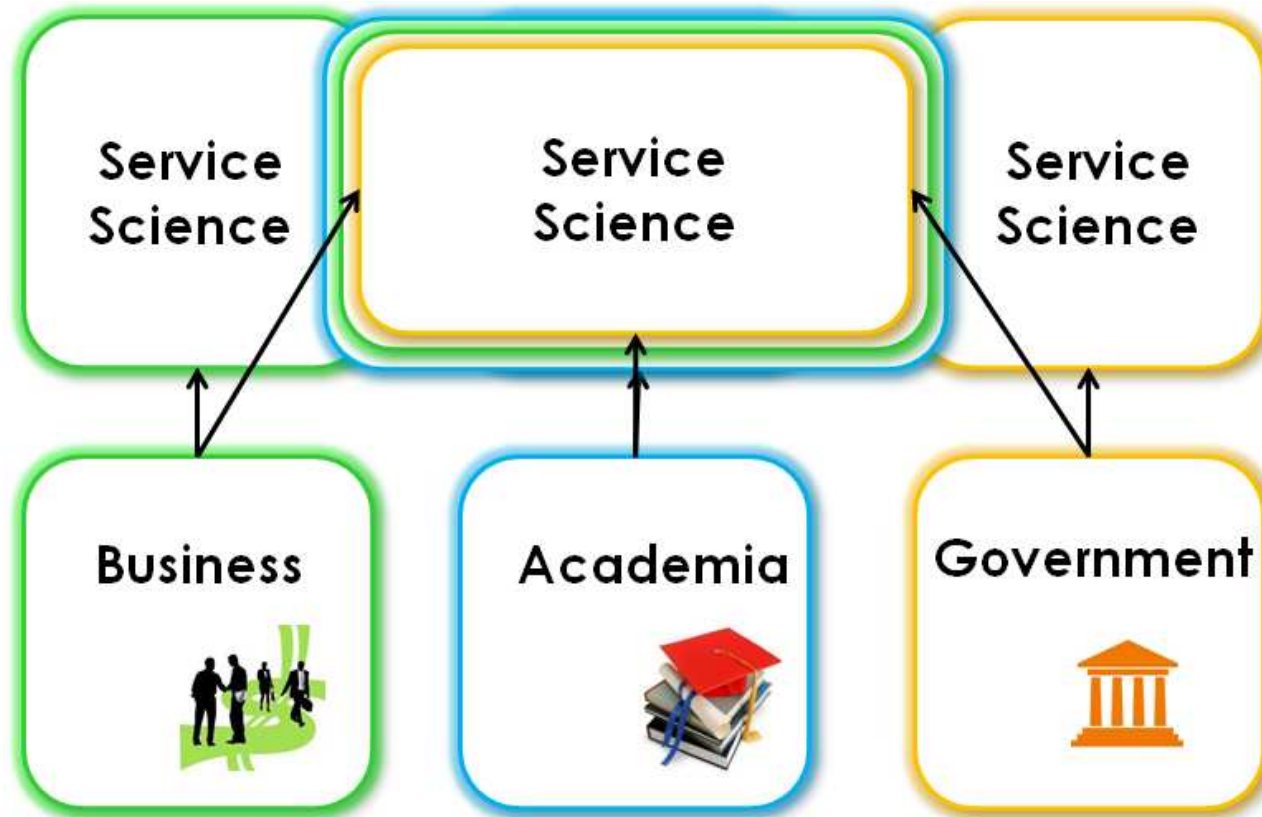 Service
Science
Service
Science
Service
Science
Business
Academia
Government